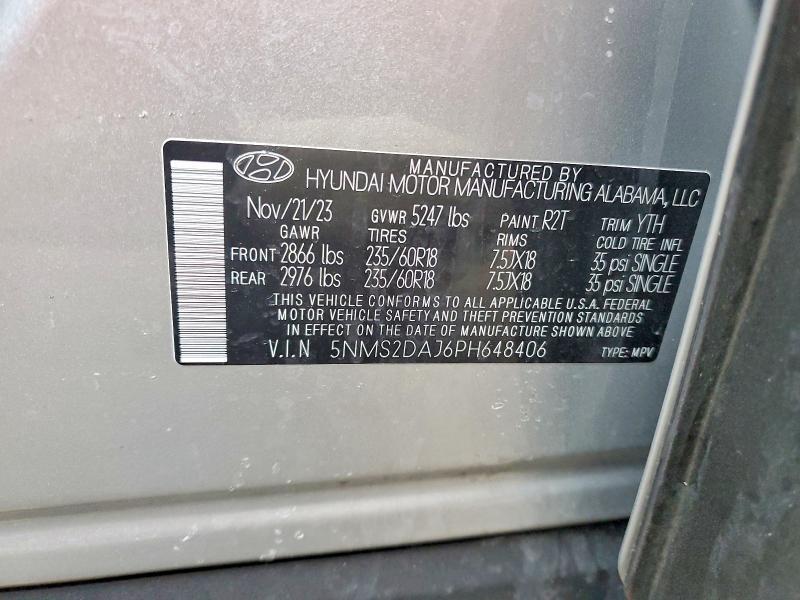 MANUFACTURED BY
HYUNDAI MOTOR MANUFACTURING ALABAMA, LLC
Nov/21/23 GVWR 5247 lbs PAINT R2T TRIM YTH
GAWR TIRES RIMS COLD TIRE INFL
FRONT 2866 lbs 235/60R18 7.5JX18 35 psi SINGLE
REAR 2976 lbs 235/60R18 7.5JX18 35 psi SINGLE
THIS VEHICLE CONFORMS TO ALL APPLICABLE U.S.A. FEDERAL
MOTOR VEHICLE SAFETY AND THEFT PREVENTION STANDARDS
IN EFFECT ON THE DATE OF MANUFACTURE SHOWN ABOVE
V.I.N 5NMS2DAJ6PH648406 TYPE: MPV